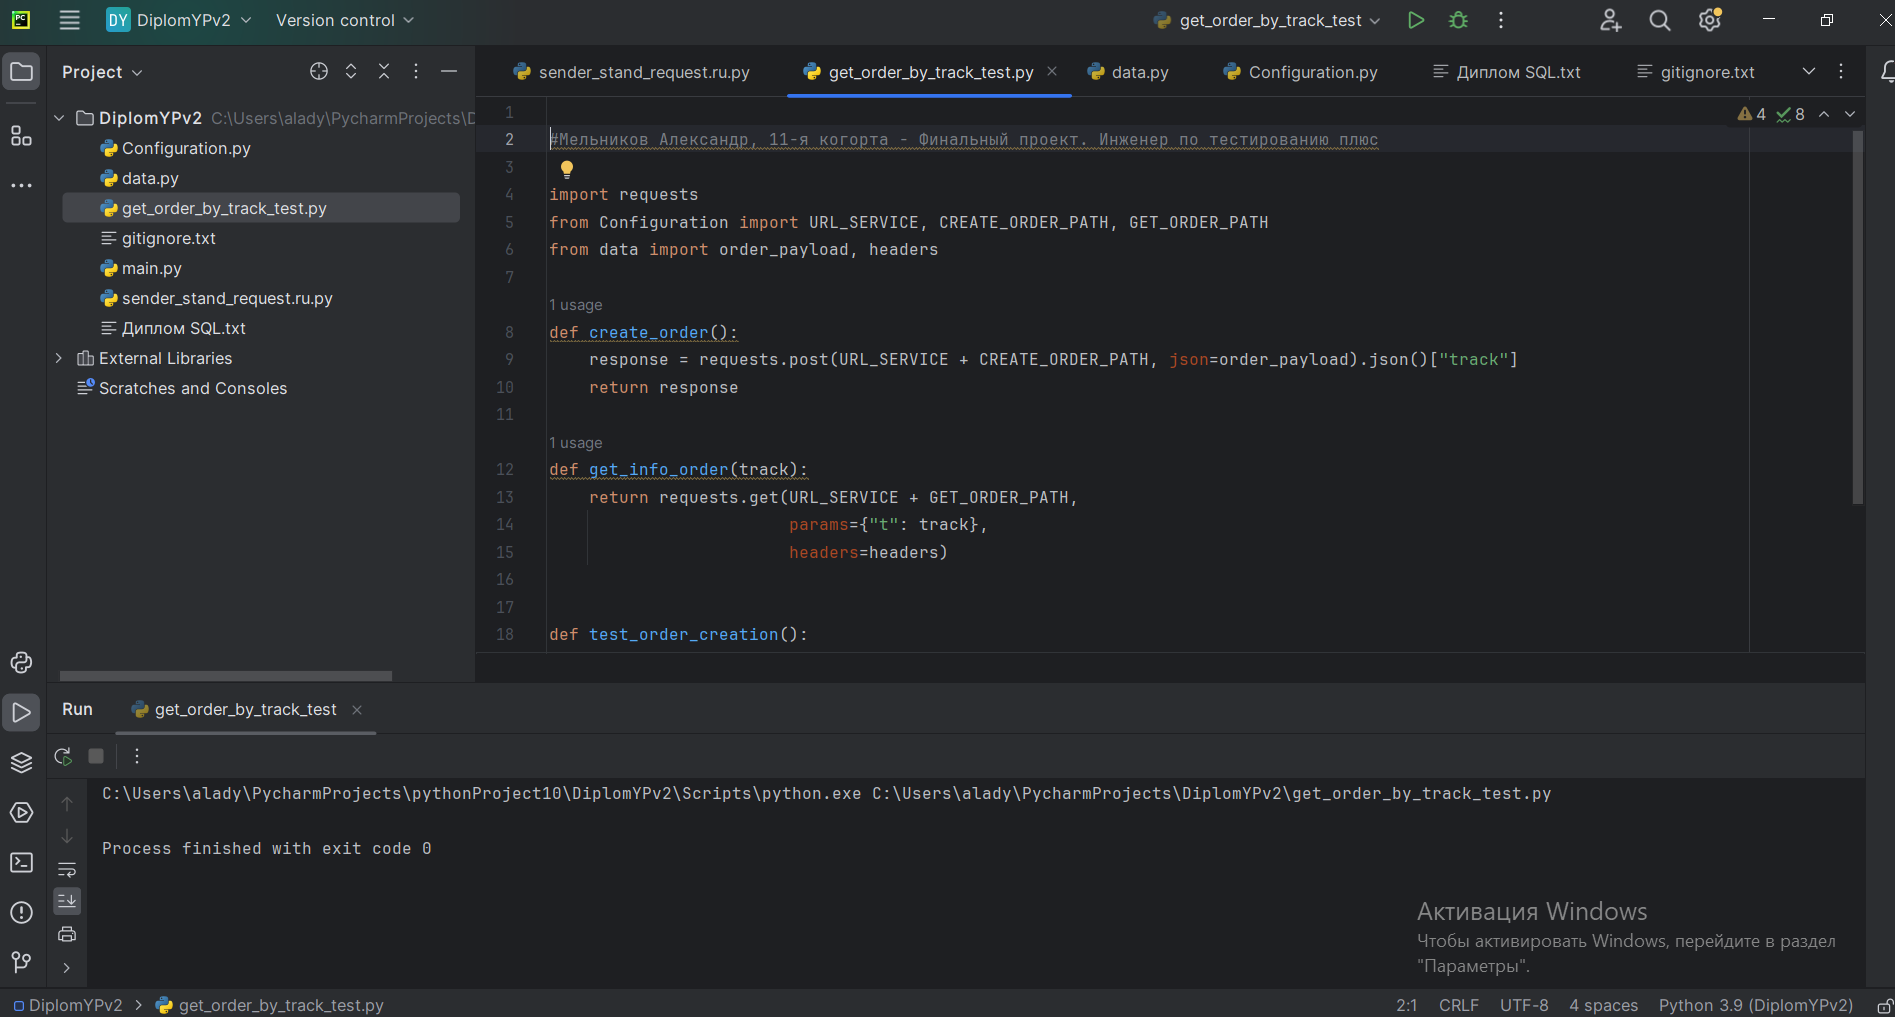 PC DY DiplomYPv2 Version control get_order_by_track_test
Project
sender_stand_request.ru.py get_order_by_track_test.py data.py Configuration.py Диплом SQL.txt gitignore.txt
DiplomYPv2 C:\Users\alady\PycharmProjects\D
Configuration.py
data.py
get_order_by_track_test.py
gitignore.txt
main.py
sender_stand_request.ru.py
Диплом SQL.txt
External Libraries
Scratches and Consoles
4 8
1
2 #Мельников Александр, 11-я когорта - Финальный проект. Инженер по тестированию плюс
3
4 import requests
5 from Configuration import URL_SERVICE, CREATE_ORDER_PATH, GET_ORDER_PATH
6 from data import order_payload, headers
7
1 usage
8 def create_order():
9 response = requests.post(URL_SERVICE + CREATE_ORDER_PATH, json=order_payload).json()["track"]
10 return response
11
1 usage
12 def get_info_order(track):
13 return requests.get(URL_SERVICE + GET_ORDER_PATH,
14 params={"t": track},
15 headers=headers)
16
17
18 def test_order_creation():
Run get_order_by_track_test
C:\Users\alady\PycharmProjects\pythonProject10\DiplomYPv2\Scripts\python.exe C:\Users\alady\PycharmProjects\DiplomYPv2\get_order_by_track_test.py
Process finished with exit code 0
Активация Windows
Чтобы активировать Windows, перейдите в раздел
"Параметры".
DiplomYPv2 > get_order_by_track_test.py 2:1 CRLF UTF-8 4 spaces Python 3.9 (DiplomYPv2)